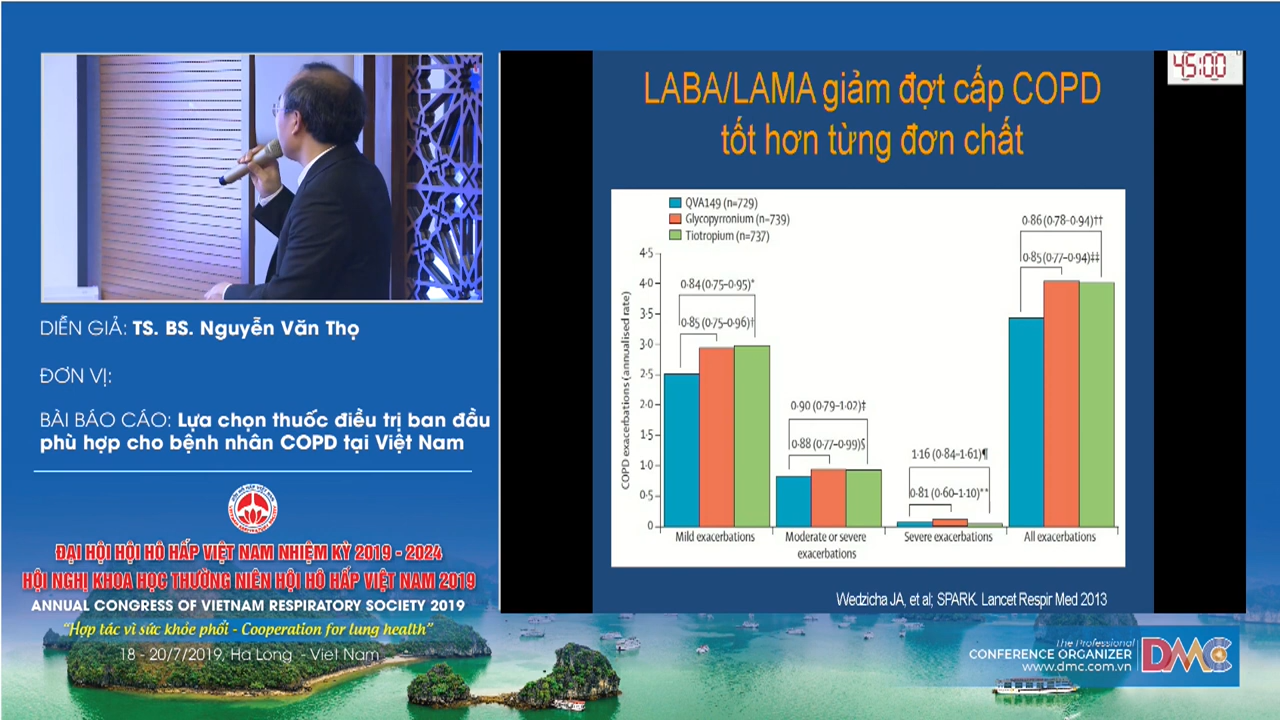 LABA/LAMA giảm đợt cấp COPD
tốt hơn từng đơn chất
45:00
QVA149 (n=729)
Glycopyrronium (n=739)
Tiotropium (n=737)
COPD exacerbations (annualised rate)
4·5
4·0
3·5
3·0
2·5
2·0
1·5
1·0
0·5
0
0·84 (0·75–0·95)*
0·85 (0·75–0·96)†
0·90 (0·79–1·02)‡
0·88 (0·77–0·99)§
1·16 (0·84–1·61)¶
0·81 (0·60–1·10)**
0·86 (0·78–0·94)††
0·85 (0·77–0·94)‡‡
Mild exacerbations
Moderate or severe
exacerbations
Severe exacerbations
All exacerbations
Wedzicha JA, et al; SPARK. Lancet Respir Med 2013
DIỄN GIẢ: TS. BS. Nguyễn Văn Thọ
ĐƠN VỊ:
BÀI BÁO CÁO: Lựa chọn thuốc điều trị ban đầu
phù hợp cho bệnh nhân COPD tại Việt Nam
ĐẠI HỘI HỘI HÔ HẤP VIỆT NAM NHIỆM KỲ 2019 - 2024
HỘI NGHỊ KHOA HỌC THƯỜNG NIÊN HỘI HÔ HẤP VIỆT NAM 2019
ANNUAL CONGRESS OF VIETNAM RESPIRATORY SOCIETY 2019
“Hợp tác vì sức khỏe phổi - Cooperation for lung health”
18 - 20/7/2019, Ha Long - Viet Nam
The Professional
CONFERENCE ORGANIZER
www.dmc.com.vn
DMC